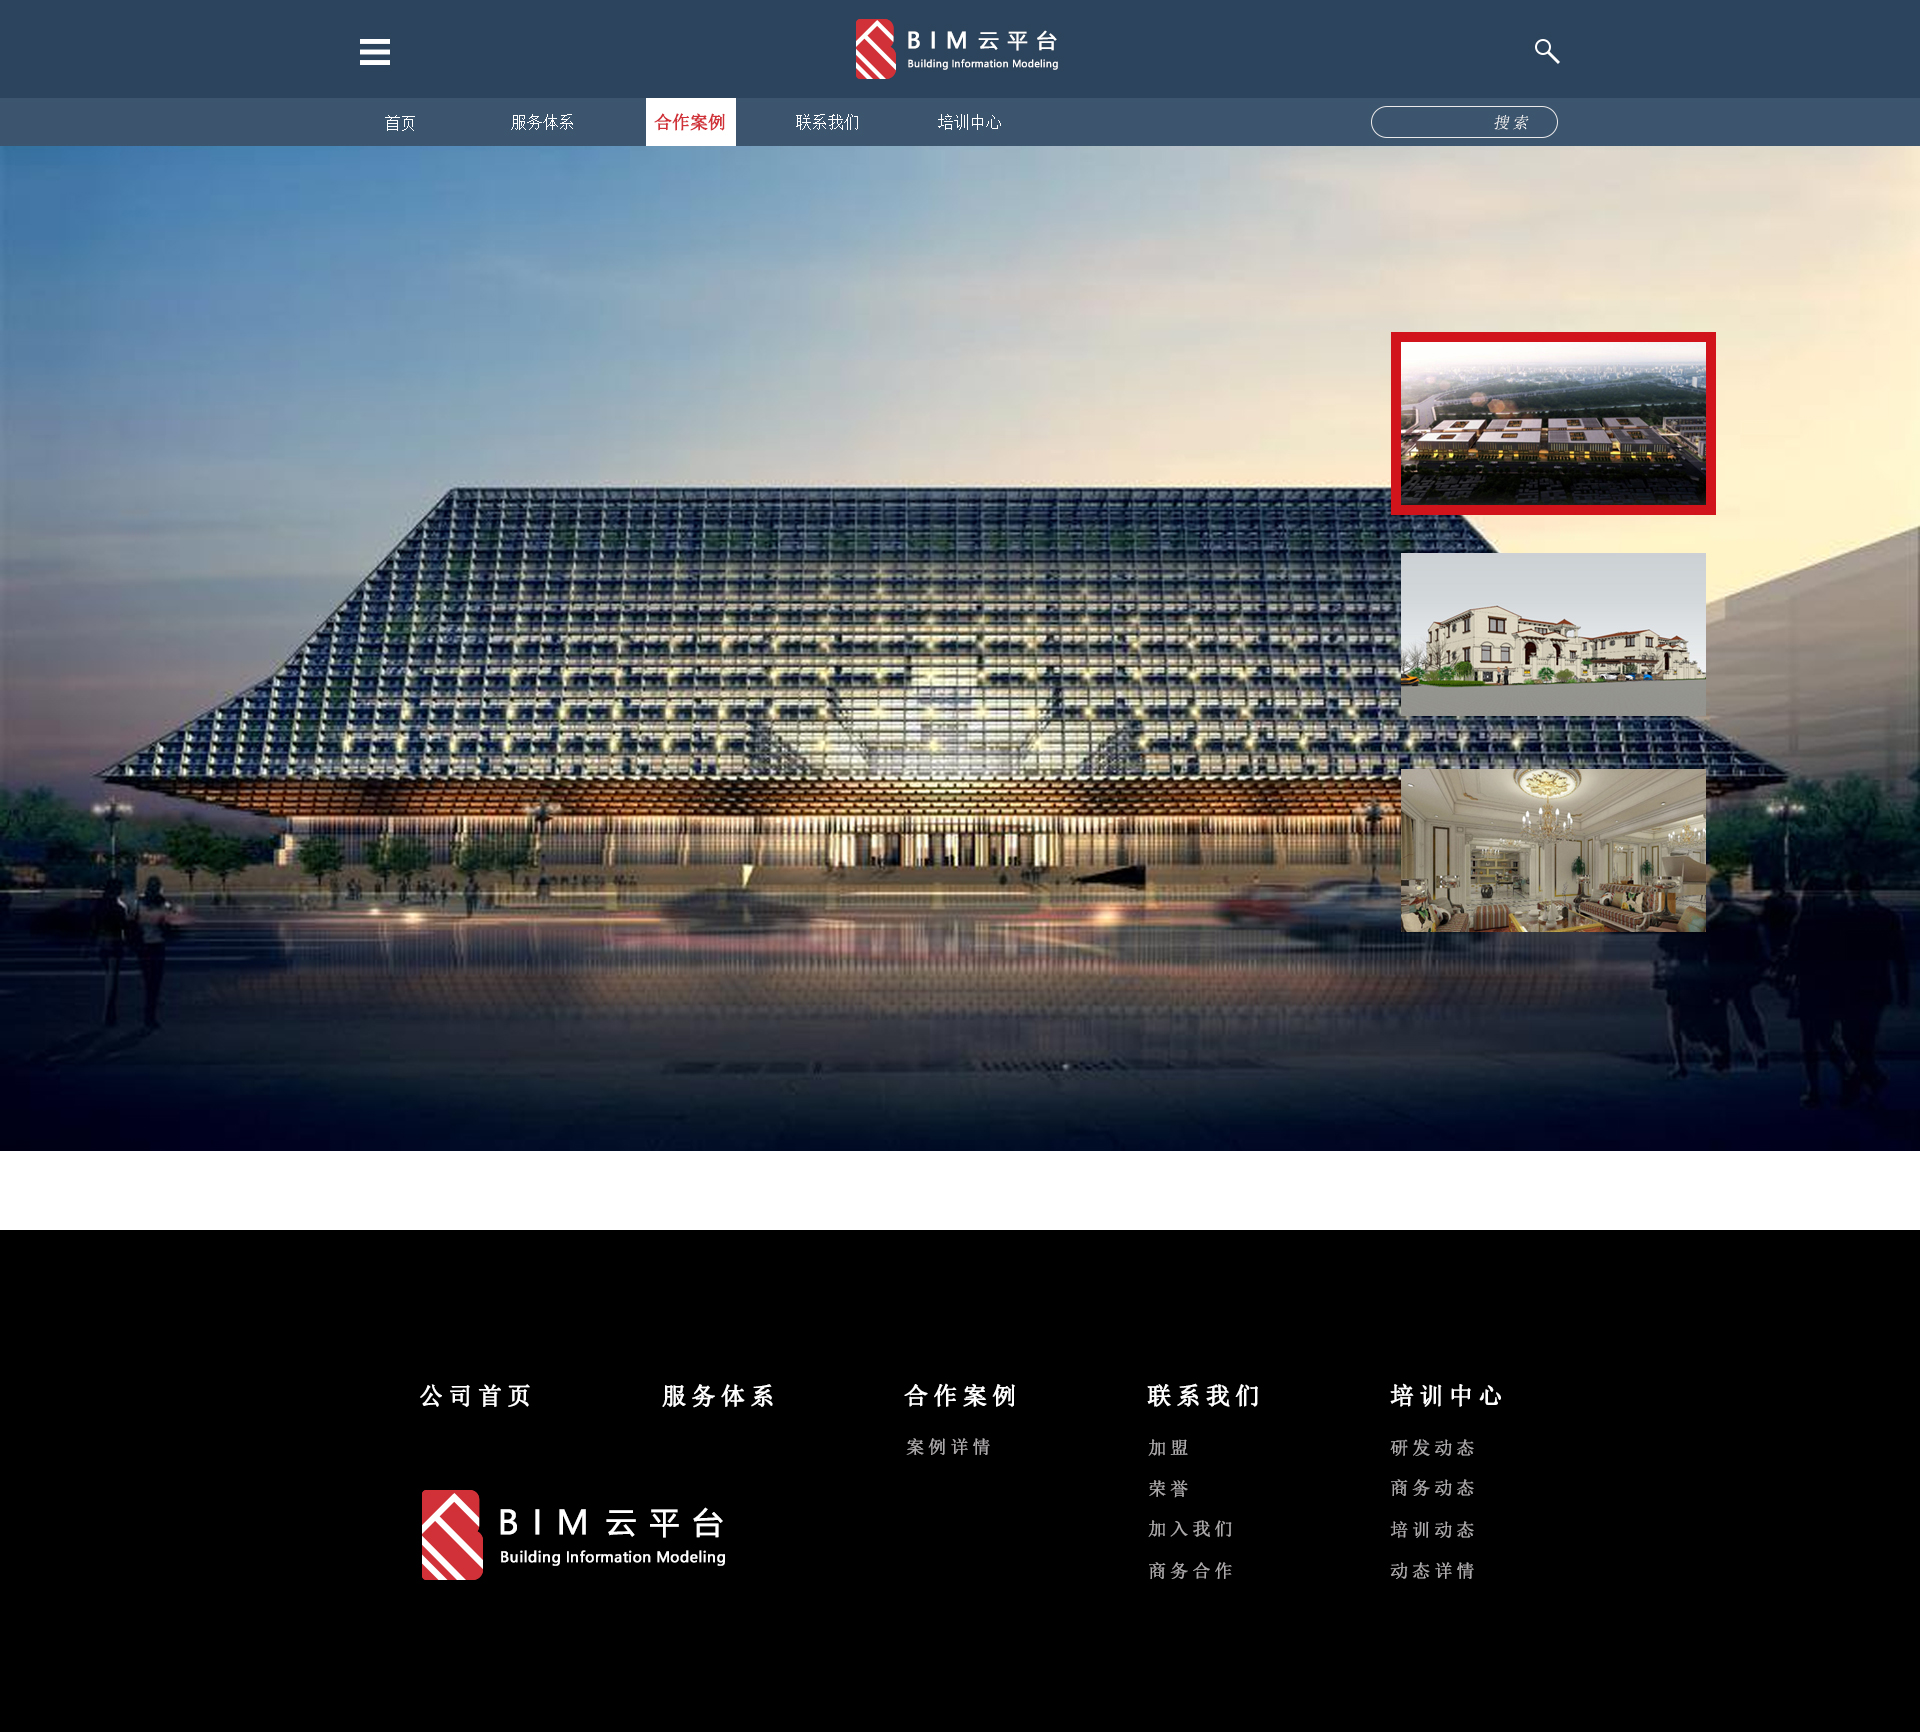 BIM云平台
Building Information Modeling
首页 服务体系 合作案例 联系我们 培训中心 搜索
公司首页 服务体系 合作案例 联系我们 培训中心
案例详情 加盟 研发动态
荣誉 商务动态
加入我们 培训动态
商务合作 动态详情
BIM云平台
Building Information Modeling